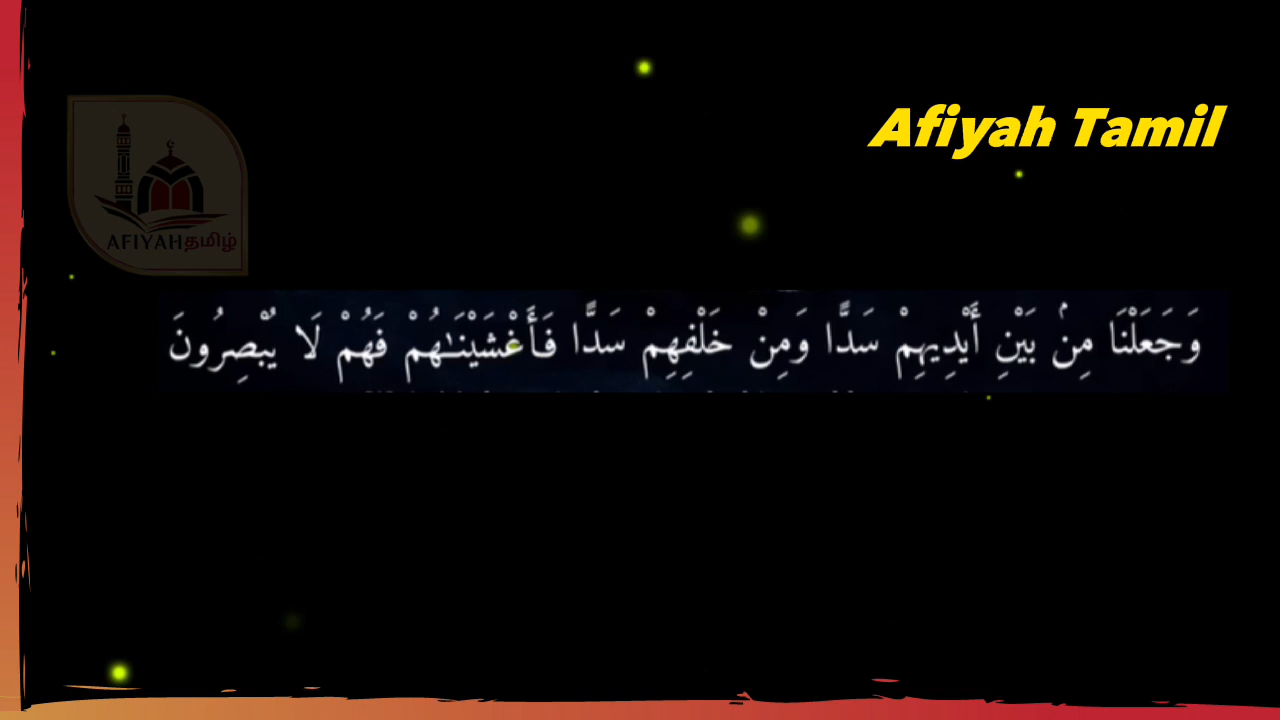 Afiyah Tamil
AFIYAHதமிழ்
وَجَعَلْنَا مِنۢ بَيْنِ أَيْدِيهِمْ سَدًّا وَمِنْ خَلْفِهِمْ سَدًّا فَأَغْشَيْنَـٰهُمْ فَهُمْ لَا يُبْصِرُونَ